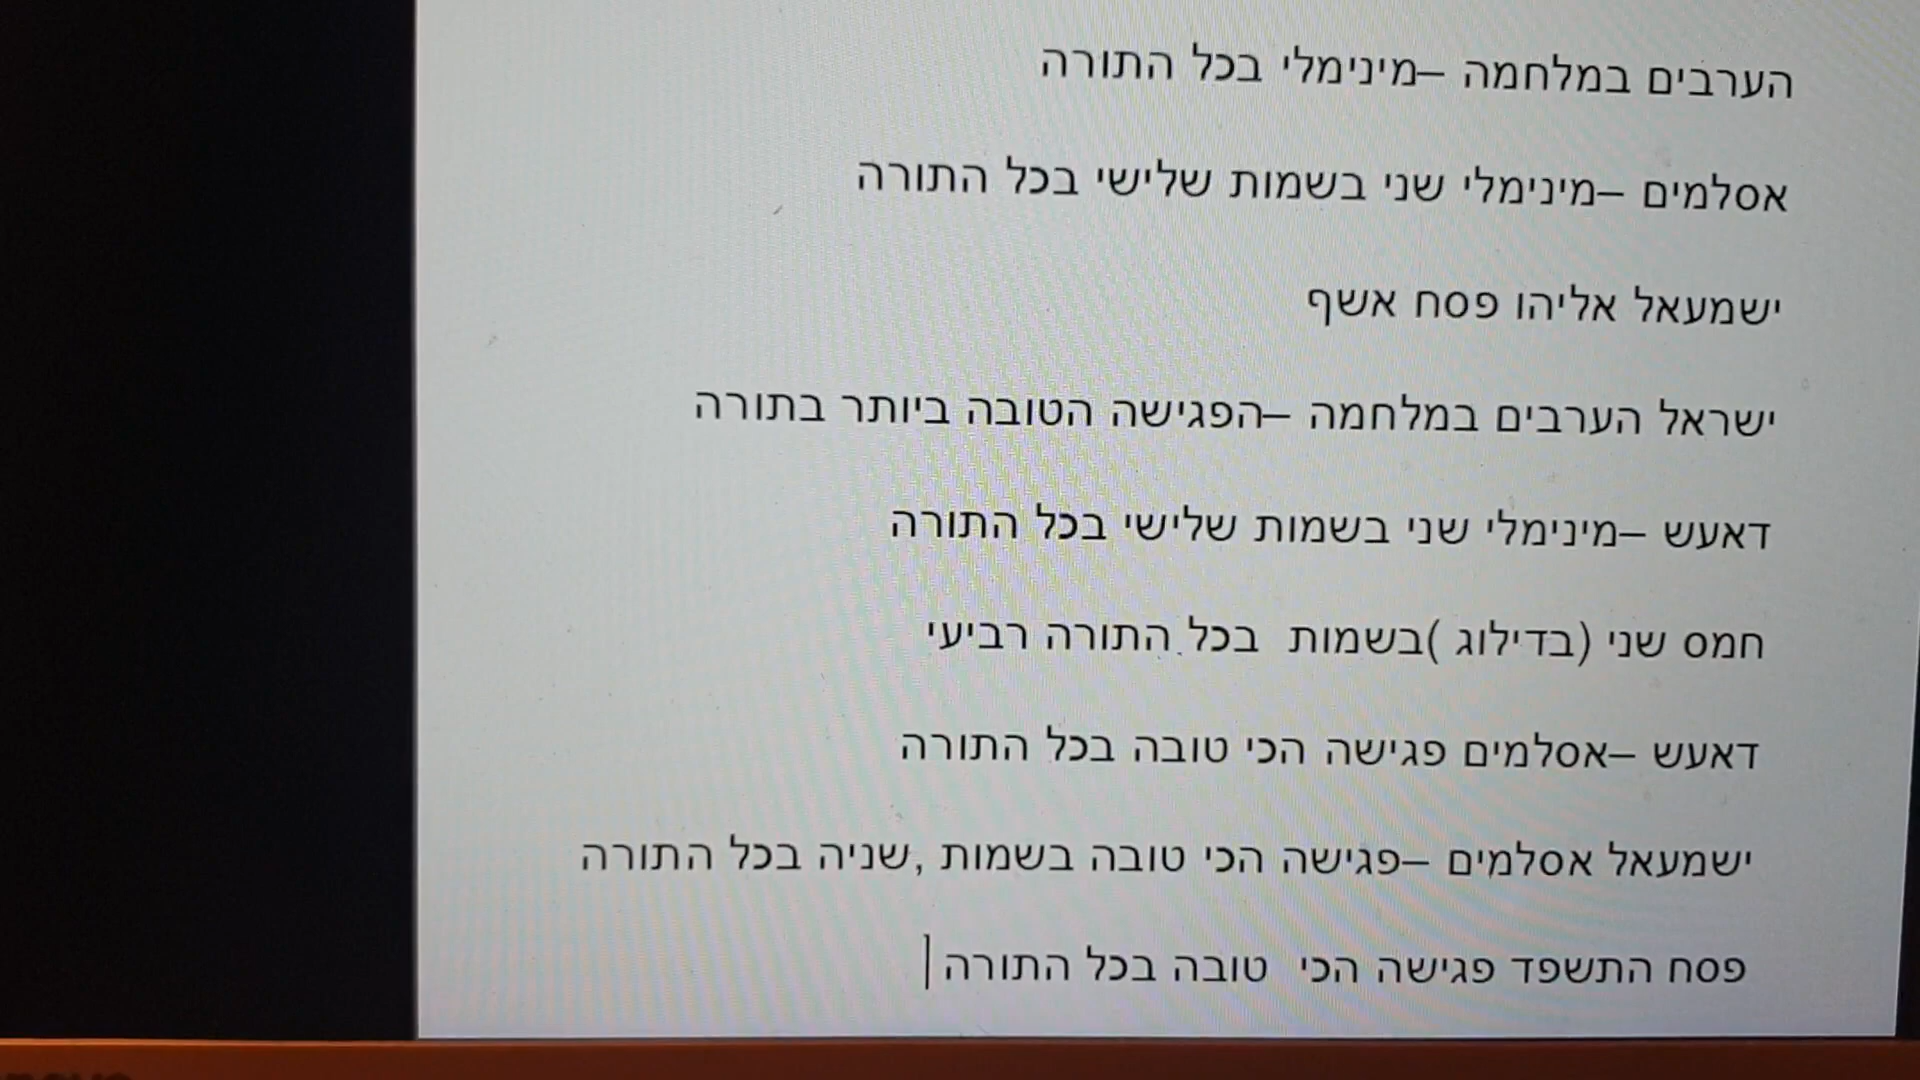 הערבים במלחמה –מינימלי בכל התורה
אסלמים –מינימלי שני בשמות שלישי בכל התורה
ישמעאל אליהו פסח אשף
ישראל הערבים במלחמה –הפגישה הטובה ביותר בתורה
דאעש –מינימלי שני בשמות שלישי בכל התורה
חמס שני (בדילוג )בשמות  בכל התורה רביעי
דאעש –אסלמים פגישה הכי טובה בכל התורה
ישמעאל אסלמים –פגישה הכי טובה בשמות ,שניה בכל התורה
פסח התשפד פגישה הכי  טובה בכל התורה